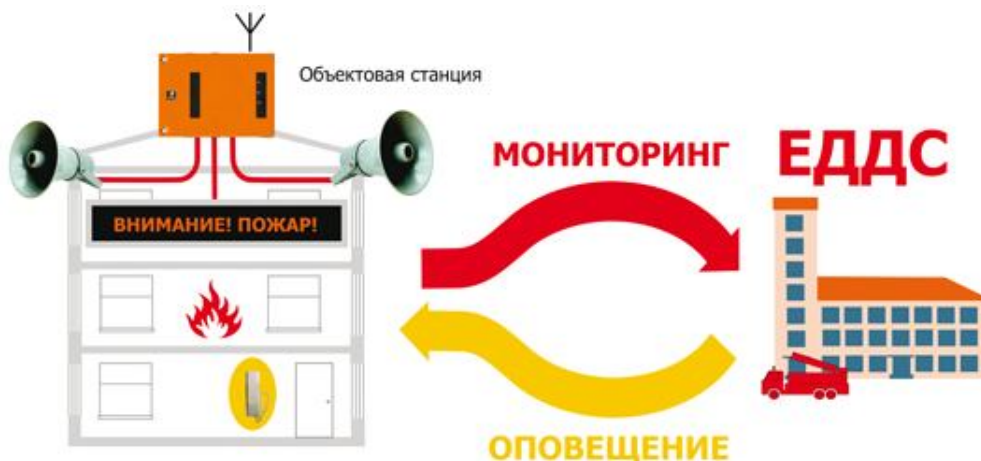 Объектовая станция
МОНИТОРИНГ
ЕДДС
ВНИМАНИЕ! ПОЖАР!
ОПОВЕЩЕНИЕ